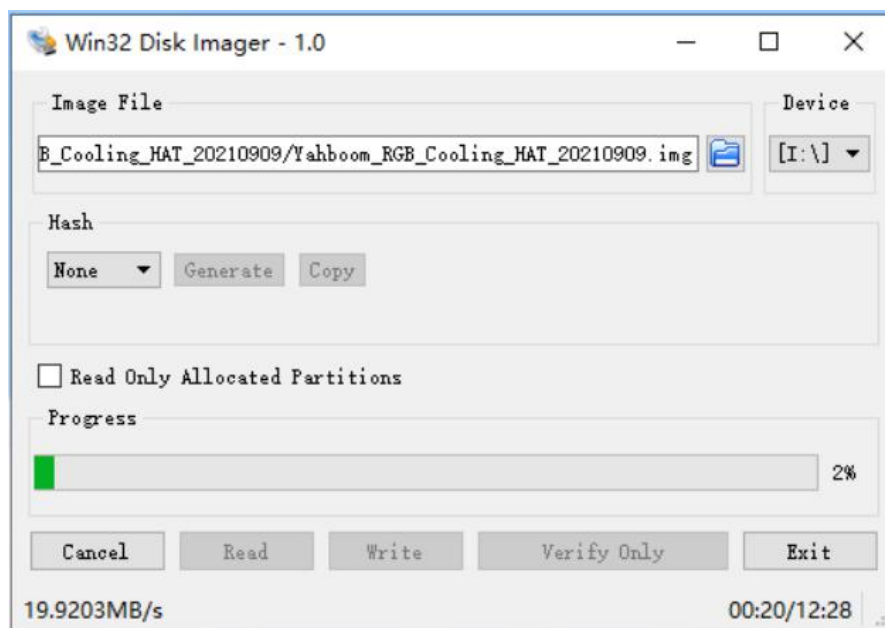 Win32 Disk Imager - 1.0
Image File
Device
B_Cooling_HAT_20210909/Yahboom_RGB_Cooling_HAT_20210909.img
[I:\]
Hash
None Generate Copy
Read Only Allocated Partitions
Progress
2%
Cancel Read Write Verify Only Exit
19.9203MB/s 00:20/12:28